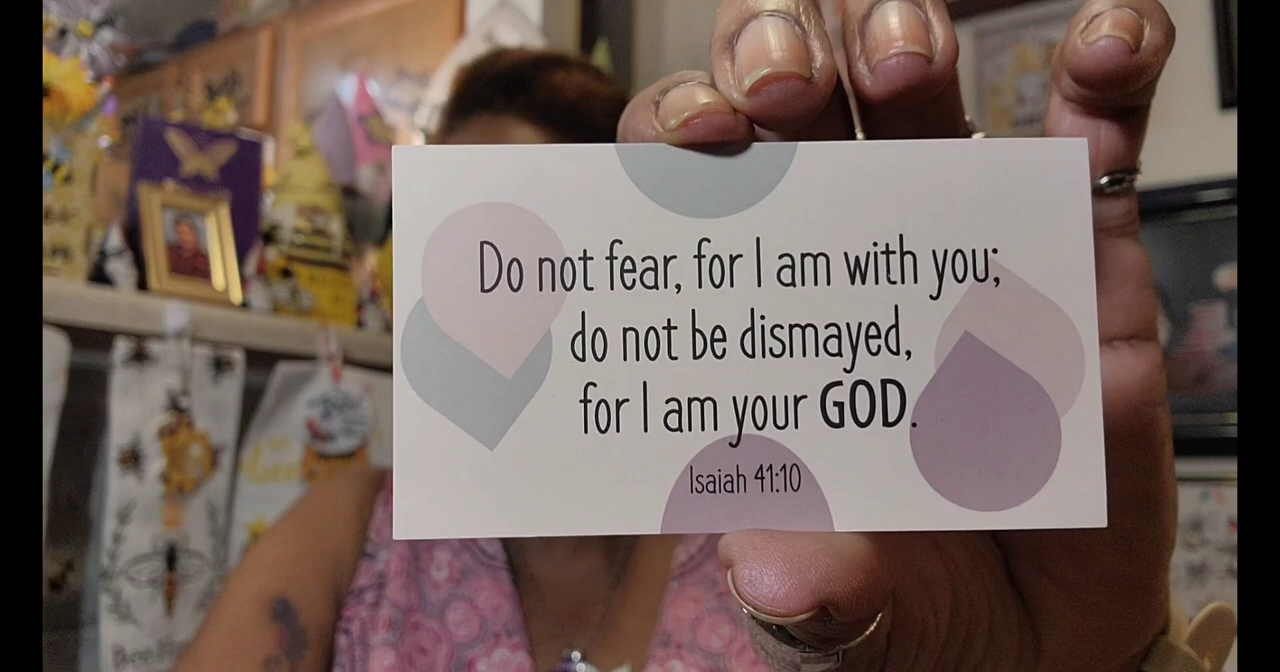 Do not fear, for I am with you;
do not be dismayed,
for I am your GOD.
Isaiah 41:10